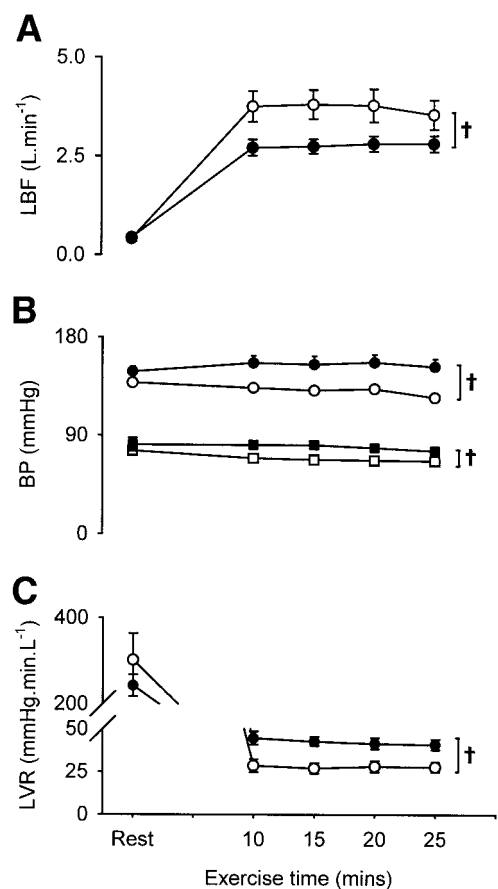 A
5.0
2.5
0.0
LBF (L.min⁻¹)
†
B
180
90
0
BP (mmHg)
†
†
C
400
200
50
25
0
LVR (mmHg.min.L⁻¹)
†
Rest 10 15 20 25
Exercise time (mins)